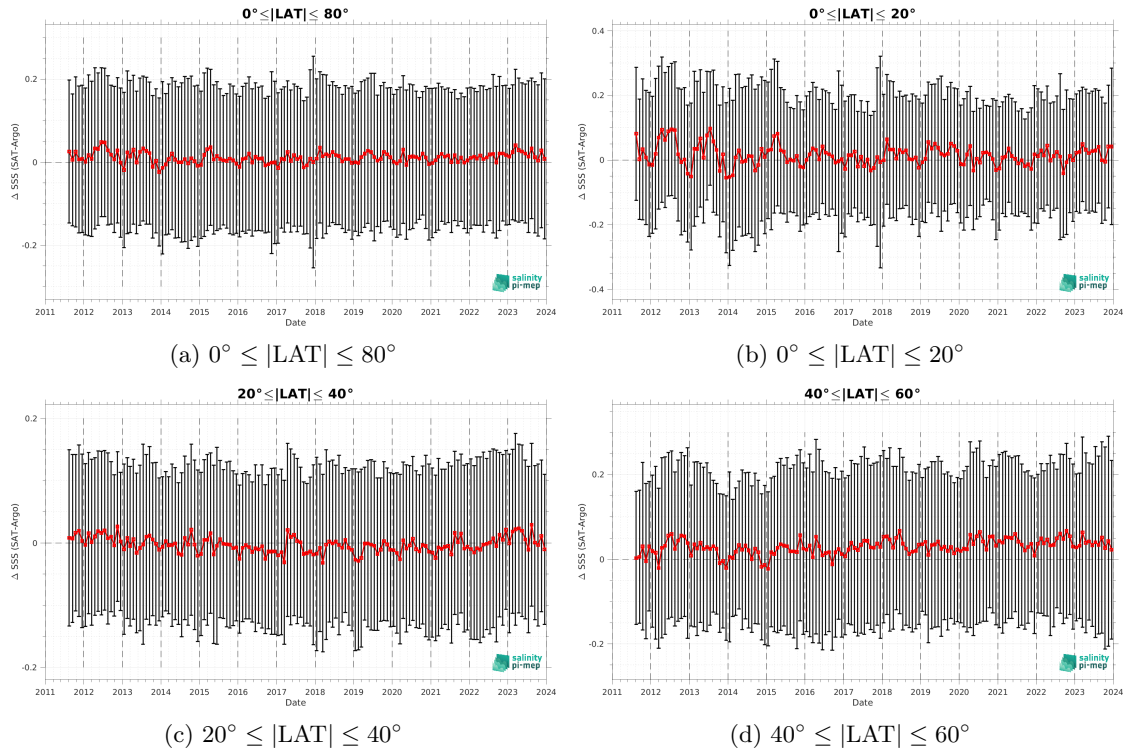 0°≤|LAT|≤ 80°
Δ SSS (SAT-Argo)
0.2
0
-0.2
2011 2012 2013 2014 2015 2016 2017 2018 2019 2020 2021 2022 2023 2024
Date
salinity
pi-mep
(a) 0° ≤ |LAT| ≤ 80°
0°≤|LAT|≤ 20°
Δ SSS (SAT-Argo)
0.4
0.2
0
-0.2
-0.4
2011 2012 2013 2014 2015 2016 2017 2018 2019 2020 2021 2022 2023 2024
Date
salinity
pi-mep
(b) 0° ≤ |LAT| ≤ 20°
20°≤|LAT|≤ 40°
Δ SSS (SAT-Argo)
0.2
0
-0.2
2011 2012 2013 2014 2015 2016 2017 2018 2019 2020 2021 2022 2023 2024
Date
salinity
pi-mep
(c) 20° ≤ |LAT| ≤ 40°
40°≤|LAT|≤ 60°
Δ SSS (SAT-Argo)
0.2
0
-0.2
2011 2012 2013 2014 2015 2016 2017 2018 2019 2020 2021 2022 2023 2024
Date
salinity
pi-mep
(d) 40° ≤ |LAT| ≤ 60°